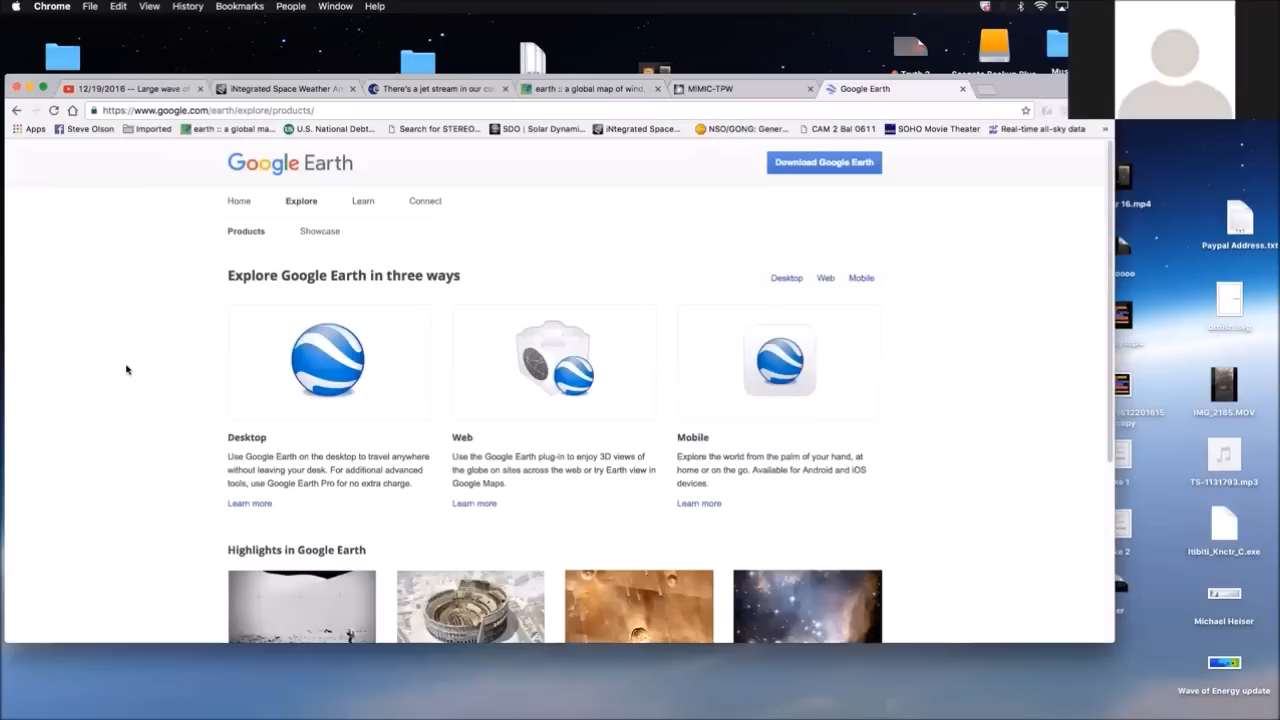 Chrome File Edit View History Bookmarks People Window Help
12/19/2016 -- Large wave of
iNtegrated Space Weather An
There's a jet stream in our co
earth :: a global map of wind,
MIMIC-TPW
Google Earth
https://www.google.com/earth/explore/products/
Apps Steve Olson Imported earth :: a global ma... U.S. National Debt... Search for STEREO... SDO | Solar Dynami... iNtegrated Space... NSO/GONG: Gener... CAM 2 Bal 0611 SOHO Movie Theater Real-time all-sky data »
Google Earth
Download Google Earth
Home Explore Learn Connect
Products Showcase
Explore Google Earth in three ways
Desktop Web Mobile
Desktop
Use Google Earth on the desktop to travel anywhere
without leaving your desk. For additional advanced
tools, use Google Earth Pro for no extra charge.
Learn more
Web
Use the Google Earth plug-in to enjoy 3D views of
the globe on sites across the web or try Earth view in
Google Maps.
Learn more
Mobile
Explore the world from the palm of your hand, at
home or on the go. Available for Android and iOS
devices.
Learn more
Highlights in Google Earth
r 16.mp4
Paypal Address.txt
oooo
IMG_2185.MOV
1612201615
copy
TS-1131793.mp3
ke 1
Itibiti_Knctr_C.exe
ke 2
er
Michael Heiser
Wave of Energy update